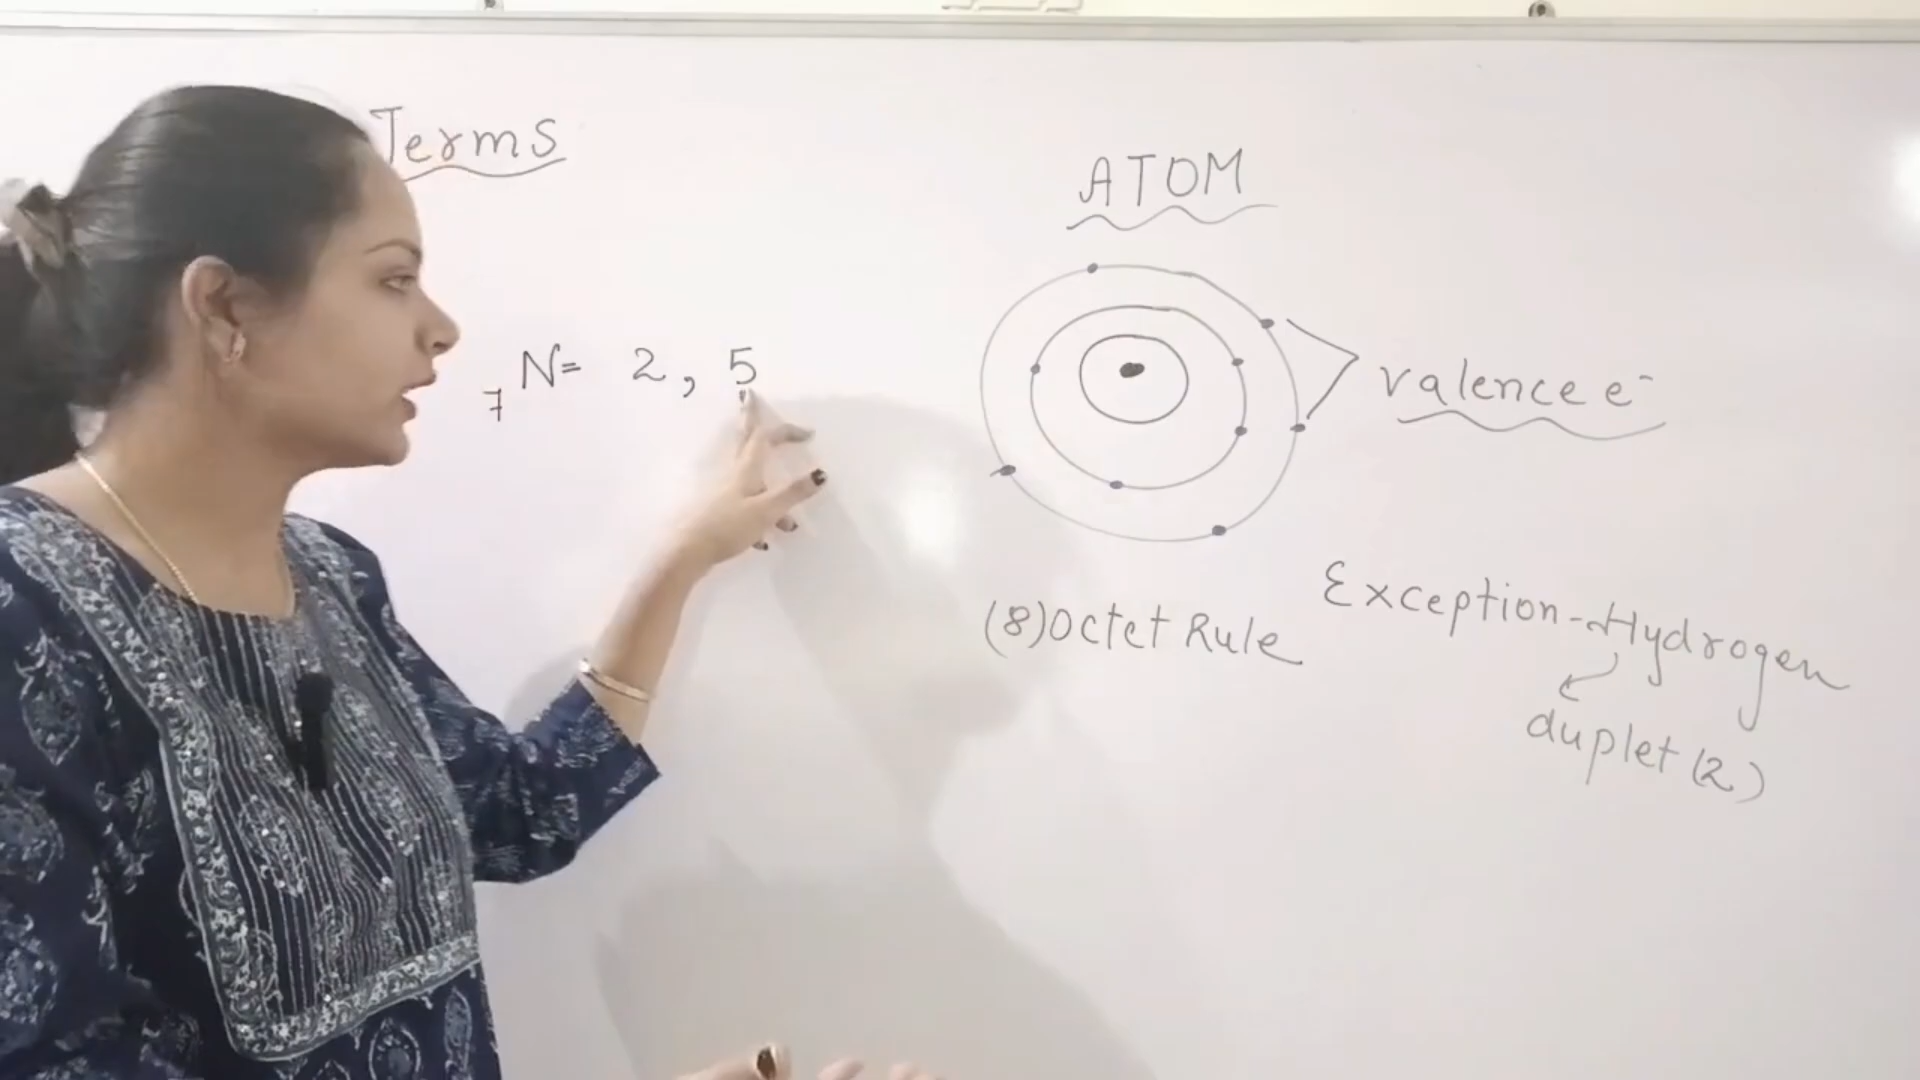 Terms
ATOM
7N= 2, 5
valence e⁻
(8) Octet Rule
Exception - Hydrogen
duplet (2)